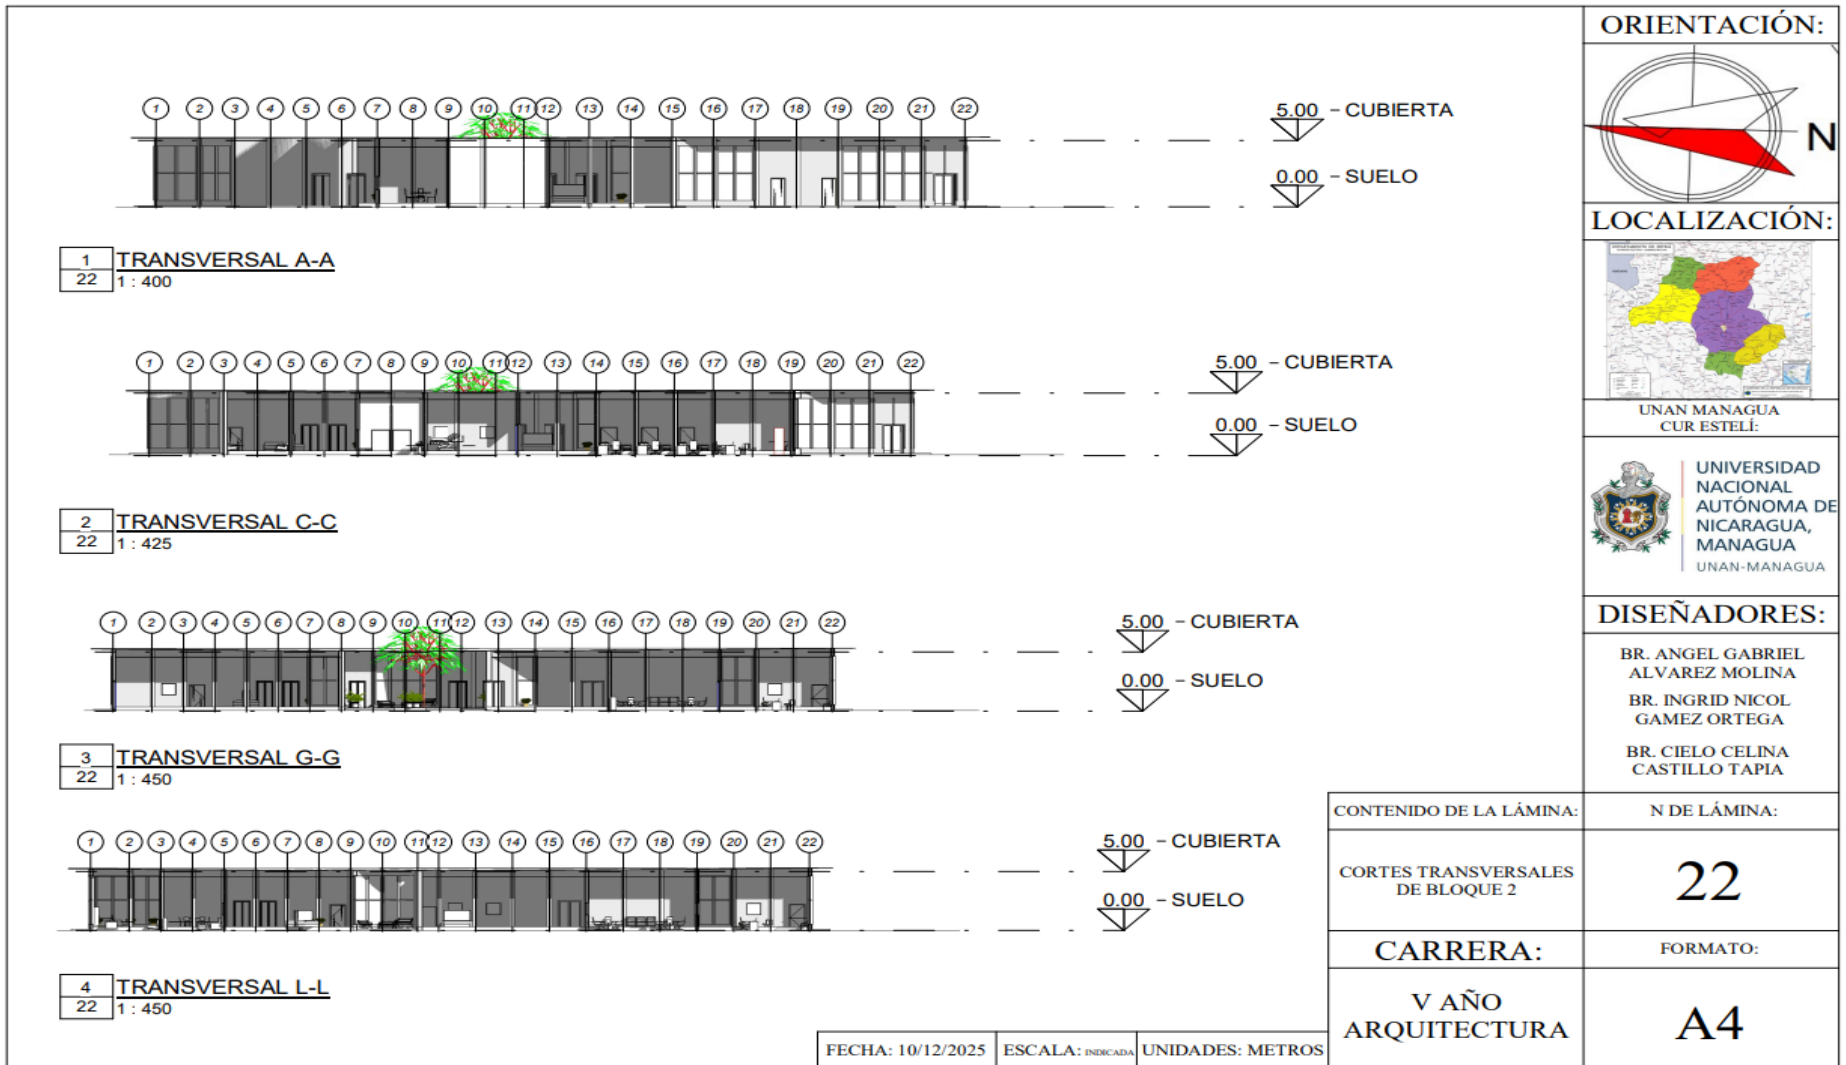 1 2 3 4 5 6 7 8 9 10 11 12 13 14 15 16 17 18 19 20 21 22
5.00 - CUBIERTA
0.00 - SUELO
1
22
TRANSVERSAL A-A
1 : 400
1 2 3 4 5 6 7 8 9 10 11 12 13 14 15 16 17 18 19 20 21 22
5.00 - CUBIERTA
0.00 - SUELO
2
22
TRANSVERSAL C-C
1 : 425
1 2 3 4 5 6 7 8 9 10 11 12 13 14 15 16 17 18 19 20 21 22
5.00 - CUBIERTA
0.00 - SUELO
3
22
TRANSVERSAL G-G
1 : 450
1 2 3 4 5 6 7 8 9 10 11 12 13 14 15 16 17 18 19 20 21 22
5.00 - CUBIERTA
0.00 - SUELO
4
22
TRANSVERSAL L-L
1 : 450
ORIENTACIÓN:
N
LOCALIZACIÓN:
UNAN MANAGUA
CUR ESTELÍ:
UNIVERSIDAD
NACIONAL
AUTÓNOMA DE
NICARAGUA,
MANAGUA
UNAN-MANAGUA
DISEÑADORES:
BR. ANGEL GABRIEL
ALVAREZ MOLINA
BR. INGRID NICOL
GAMEZ ORTEGA
BR. CIELO CELINA
CASTILLO TAPIA
CONTENIDO DE LA LÁMINA:
N DE LÁMINA:
CORTES TRANSVERSALES
DE BLOQUE 2
22
CARRERA:
FORMATO:
V AÑO
ARQUITECTURA
A4
FECHA: 10/12/2025
ESCALA: INDICADA
UNIDADES: METROS